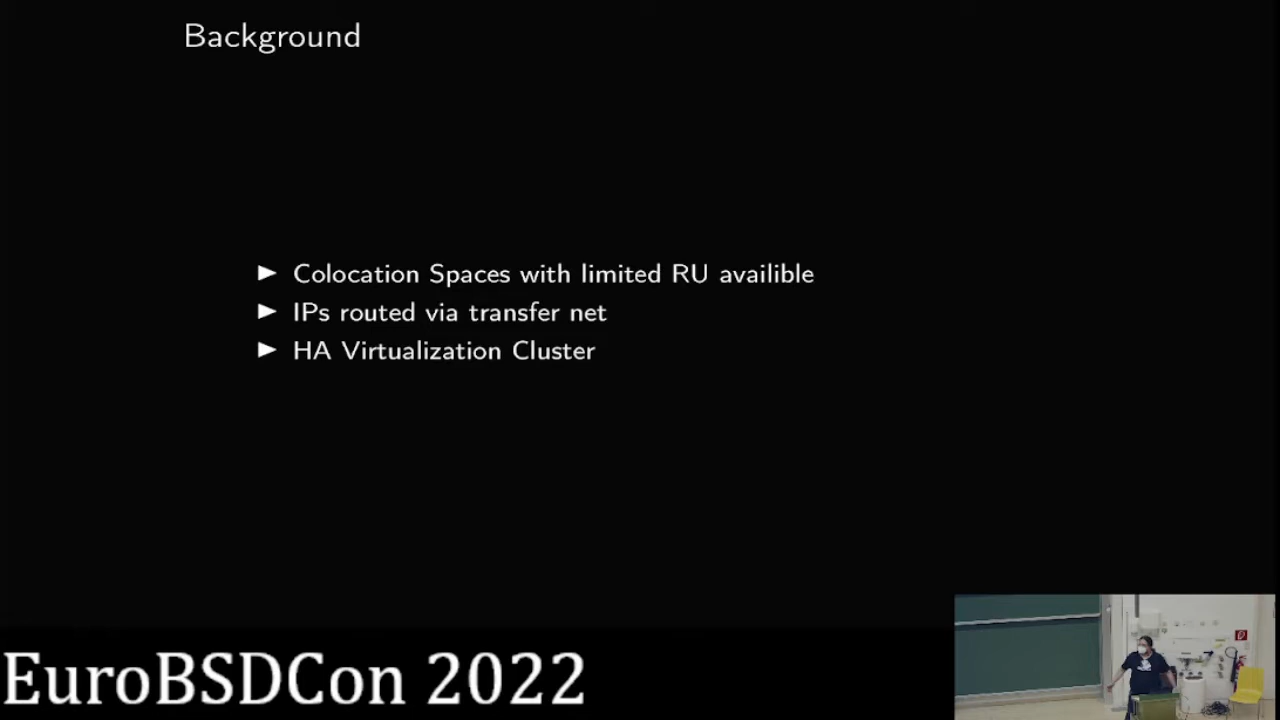 Background
► Colocation Spaces with limited RU availible
► IPs routed via transfer net
► HA Virtualization Cluster
EuroBSDCon 2022